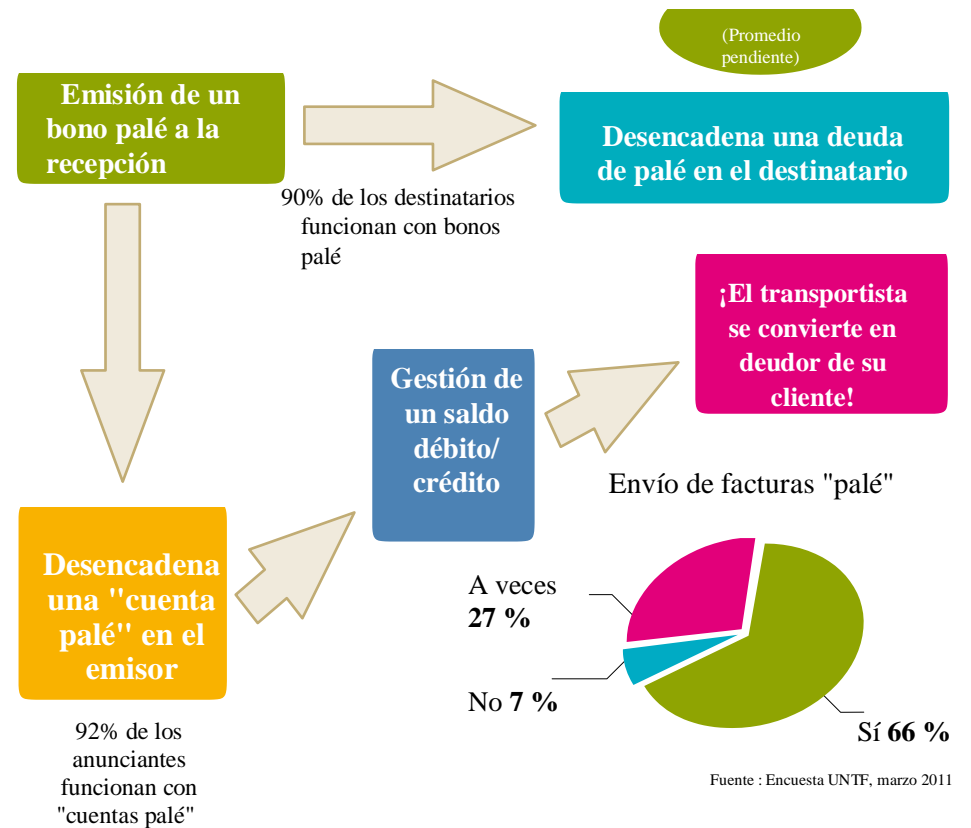 (Promedio
pendiente)
Emisión de un
bono palé a la
recepción
Desencadena una deuda
de palé en el destinatario
90% de los destinatarios
funcionan con bonos
palé
¡El transportista
se convierte en
deudor de su
cliente!
Gestión de
un saldo
débito/
crédito
Envío de facturas "palé"
Desencadena
una "cuenta
palé" en el
emisor
A veces
27 %
No 7 %
Sí 66 %
92% de los
anunciantes
funcionan con
"cuentas palé"
Fuente : Encuesta UNTF, marzo 2011